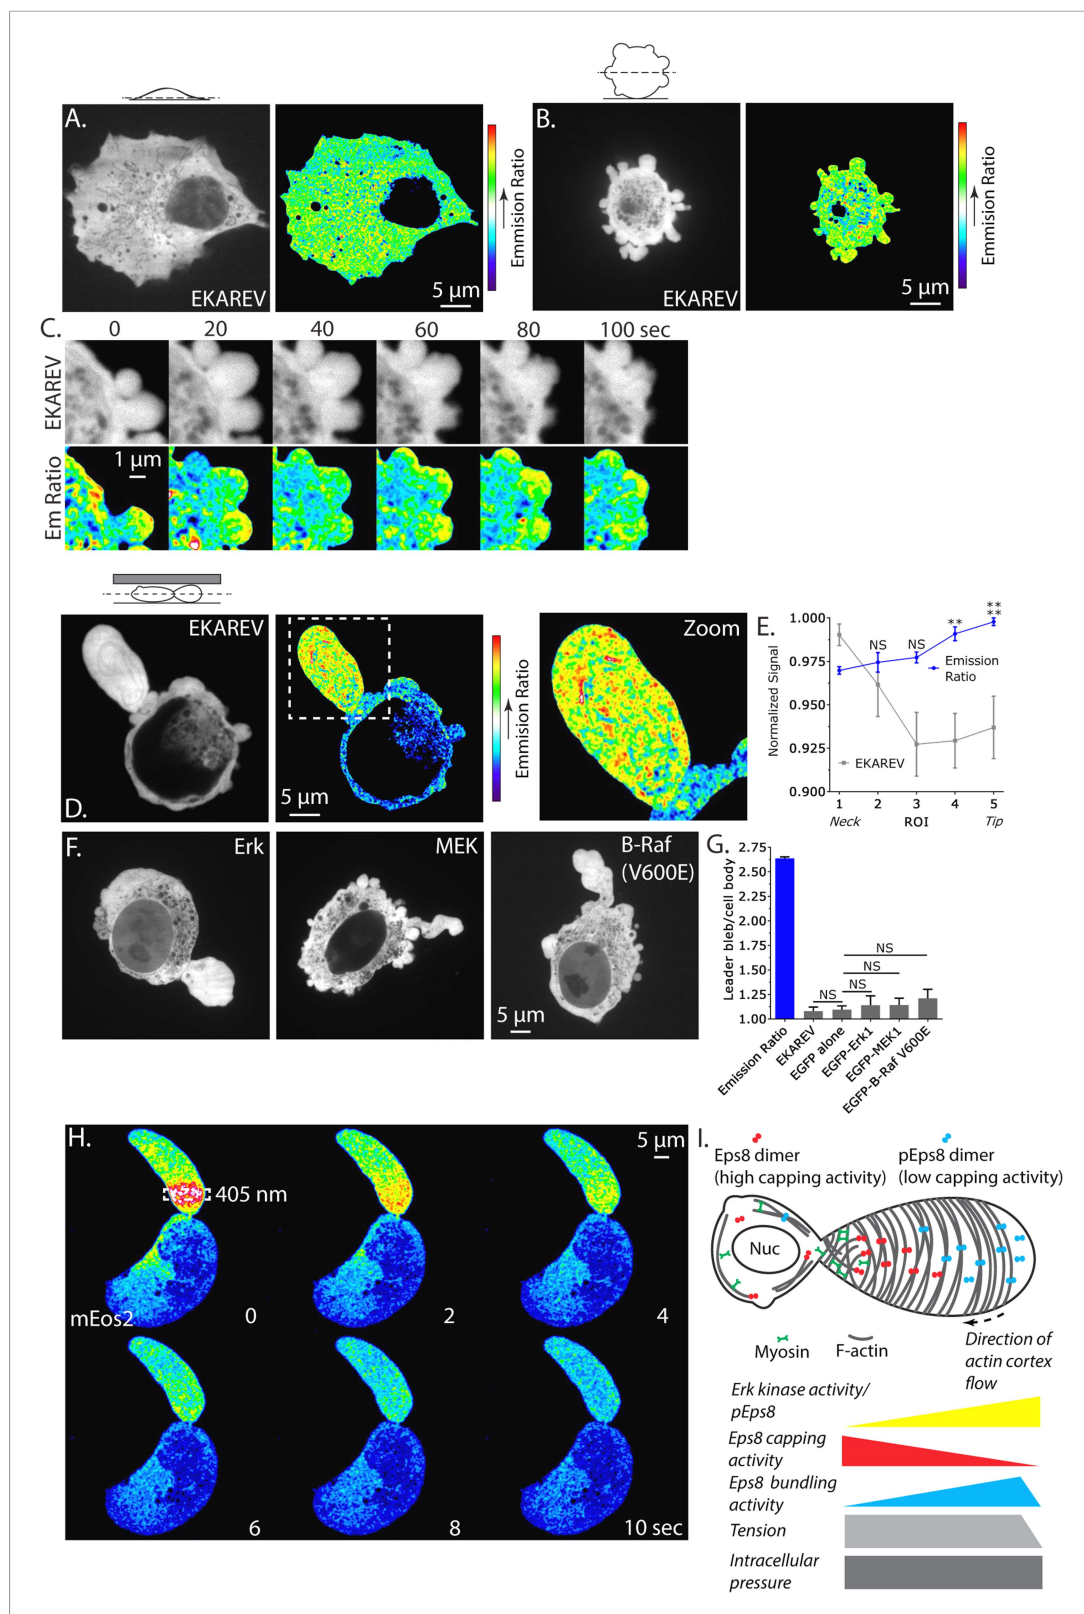 A.
EKAREV
Emmision Ratio
5 µm
B.
EKAREV
Emmision Ratio
5 µm
C.
0 20 40 60 80 100 sec
EKAREV
Em Ratio
1 µm
D.
EKAREV
5 µm
Emmision Ratio
Zoom
E.
Normalized Signal
1.000
0.975
0.950
0.925
0.900
NS NS ** ** **
Emission Ratio
EKAREV
1 2 3 4 5
Neck ROI Tip
F.
Erk
MEK
B-Raf
(V600E)
5 µm
G.
Leader bleb/cell body
2.75
2.50
2.25
2.00
1.75
1.50
1.25
1.00
NS
NS
NS
NS
Emission Ratio
EKAREV
EGFP alone
EGFP-Erk1
EGFP-MEK1
EGFP-B-Raf V600E
H.
5 µm
405 nm
mEos2
0 2 4
6 8 10 sec
I.
Eps8 dimer
(high capping activity)
pEps8 dimer
(low capping activity)
Nuc
Myosin
F-actin
Direction of
actin cortex
flow
Erk kinase activity/
pEps8
Eps8 capping
activity
Eps8 bundling
activity
Tension
Intracellular
pressure